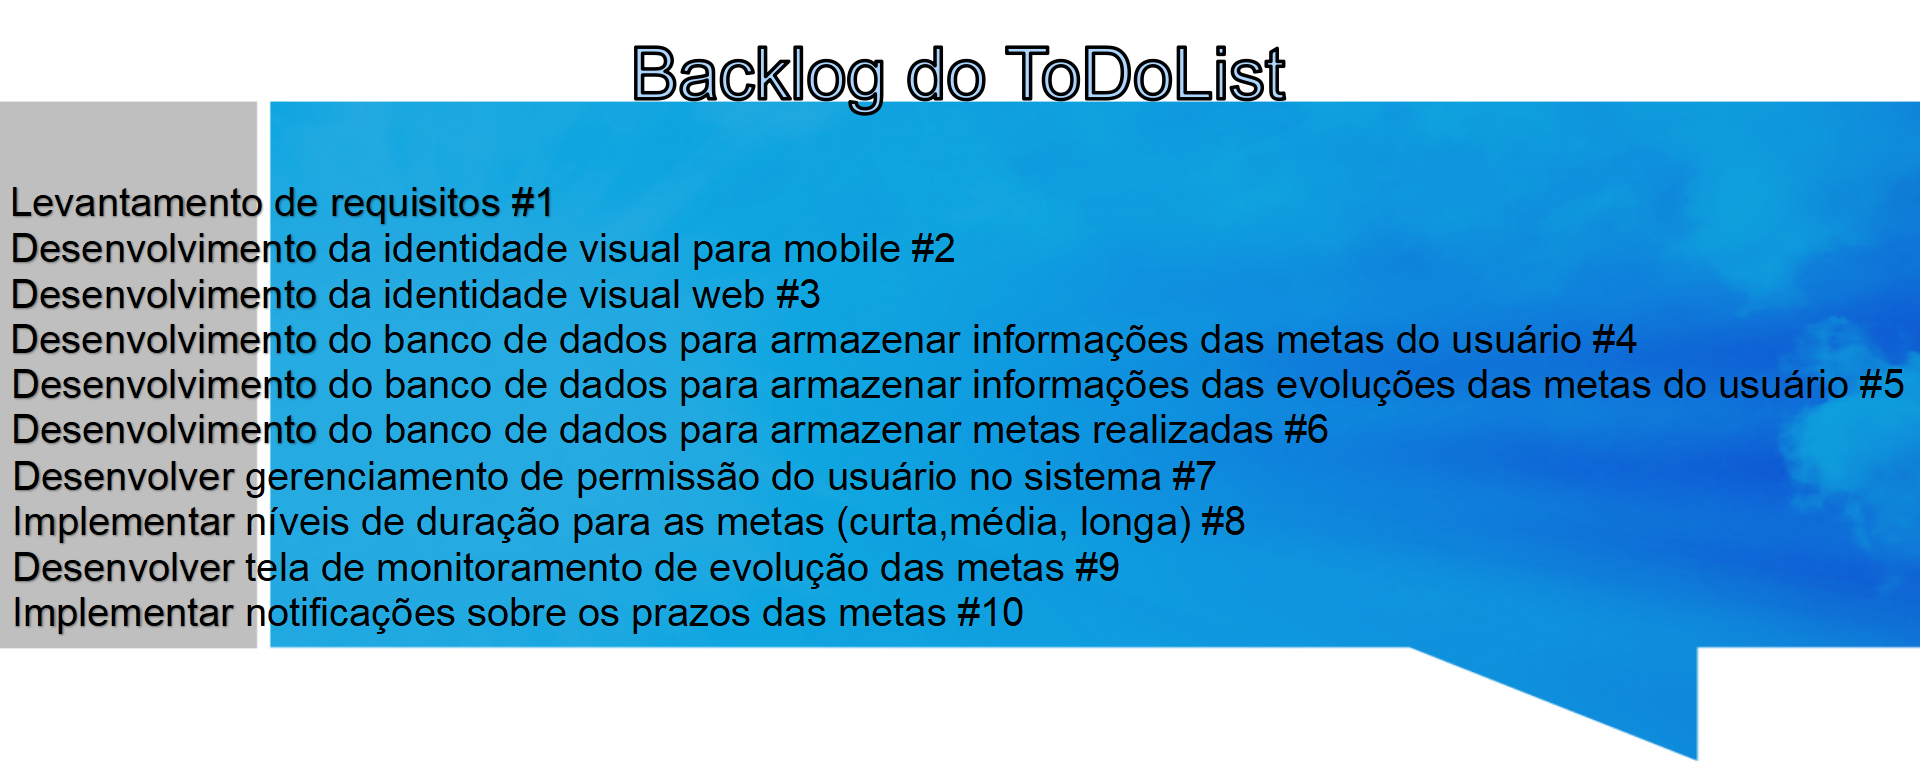 Backlog do ToDoList
Levantamento de requisitos #1
Desenvolvimento da identidade visual para mobile #2
Desenvolvimento da identidade visual web #3
Desenvolvimento do banco de dados para armazenar informações das metas do usuário #4
Desenvolvimento do banco de dados para armazenar informações das evoluções das metas do usuário #5
Desenvolvimento do banco de dados para armazenar metas realizadas #6
Desenvolver gerenciamento de permissão do usuário no sistema #7
Implementar níveis de duração para as metas (curta,média, longa) #8
Desenvolver tela de monitoramento de evolução das metas #9
Implementar notificações sobre os prazos das metas #10